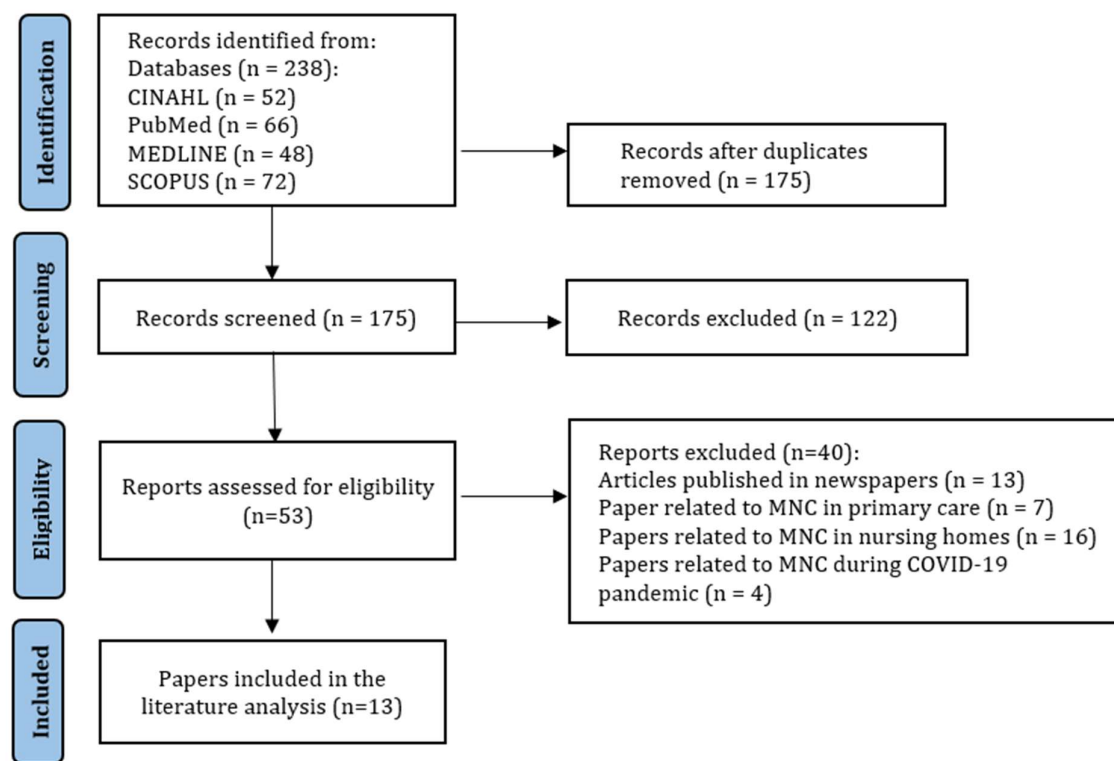 Identification
Records identified from:
Databases (n = 238):
CINAHL (n = 52)
PubMed (n = 66)
MEDLINE (n = 48)
SCOPUS (n = 72)
Records after duplicates
removed (n = 175)
Screening
Records screened (n = 175)
Records excluded (n = 122)
Eligibility
Reports assessed for eligibility
(n=53)
Reports excluded (n=40):
Articles published in newspapers (n = 13)
Paper related to MNC in primary care (n = 7)
Papers related to MNC in nursing homes (n = 16)
Papers related to MNC during COVID-19
pandemic (n = 4)
Included
Papers included in the
literature analysis (n=13)